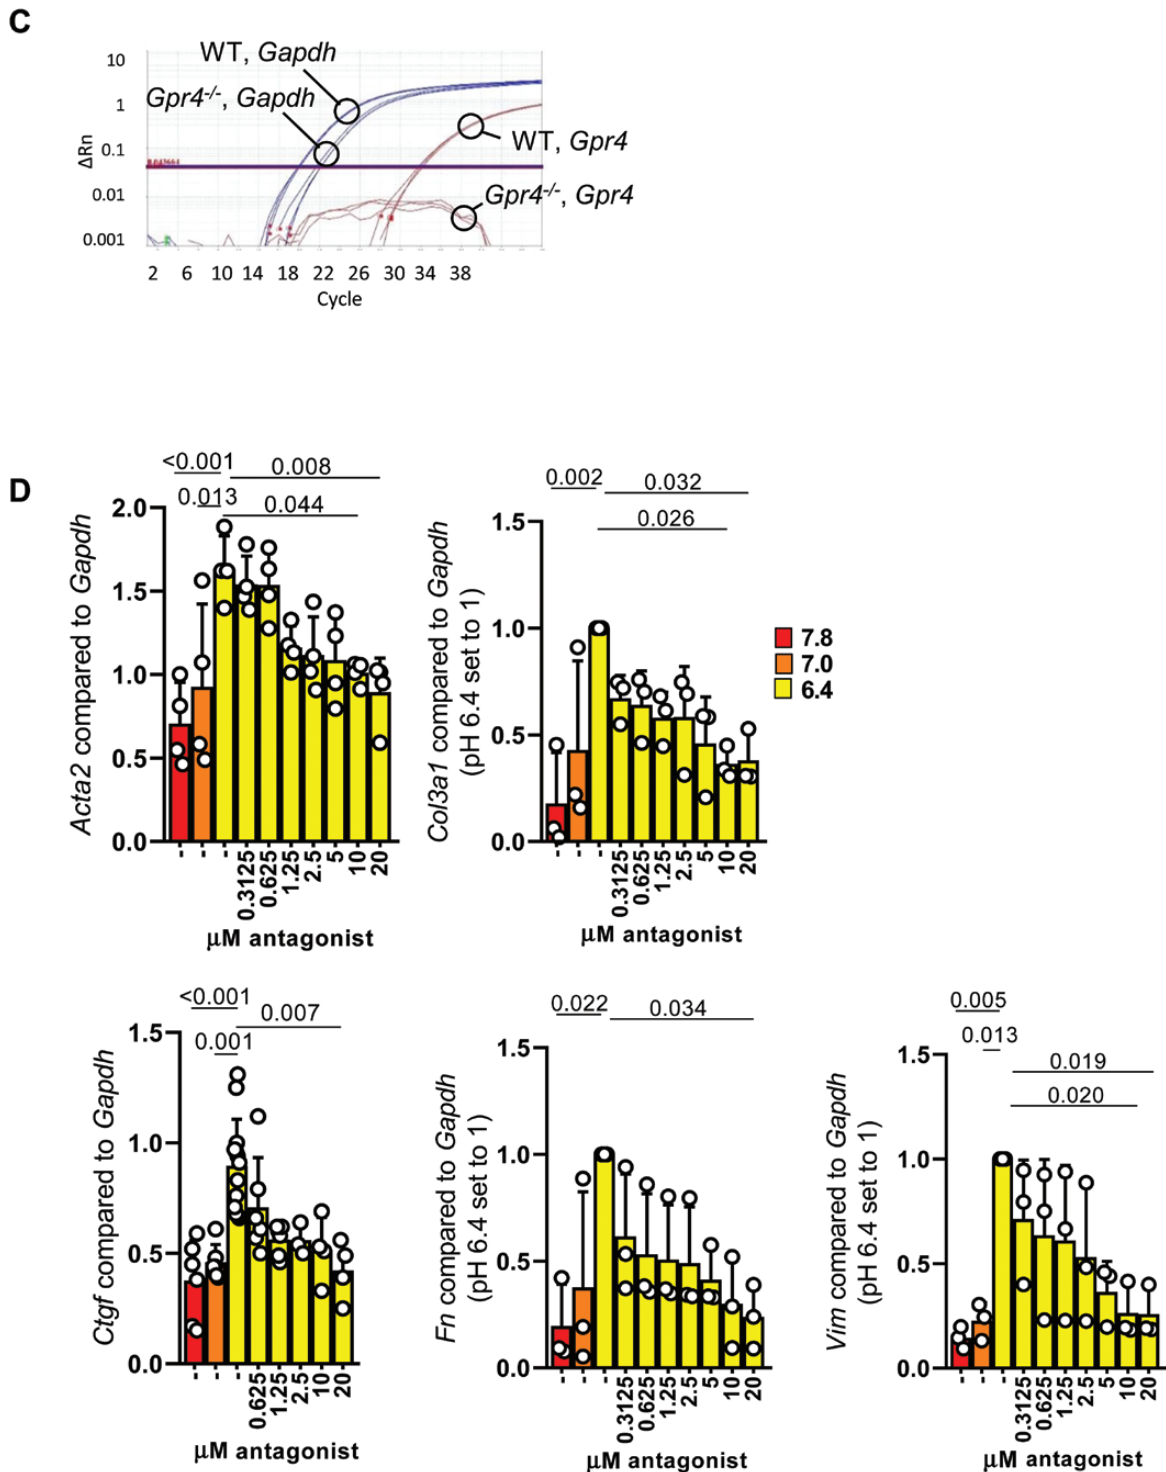 C
WT, Gapdh
Gpr4-/-, Gapdh
WT, Gpr4
Gpr4-/-, Gpr4
10
1
0.1
0.01
0.001
ΔRn
2 6 10 14 18 22 26 30 34 38
Cycle
D
<0.001
0.008
0.013
0.044
Acta2 compared to Gapdh
2.0
1.5
1.0
0.5
0.0
- - - 0.3125 0.625 1.25 2.5 5 10 20
μM antagonist
0.002
0.032
0.026
Col3a1 compared to Gapdh
(pH 6.4 set to 1)
1.5
1.0
0.5
0.0
- - - 0.3125 0.625 1.25 2.5 5 10 20
μM antagonist
7.8
7.0
6.4
<0.001
0.007
0.001
Ctgf compared to Gapdh
1.5
1.0
0.5
0.0
- - - 0.625 1.25 2.5 10 20
μM antagonist
0.022
0.034
Fn compared to Gapdh
(pH 6.4 set to 1)
1.5
1.0
0.5
0.0
- - - 0.3125 0.625 1.25 2.5 5 10 20
μM antagonist
0.005
0.013
0.019
0.020
Vim compared to Gapdh
(pH 6.4 set to 1)
1.5
1.0
0.5
0.0
- - - 0.3125 0.625 1.25 2.5 5 10 20
μM antagonist